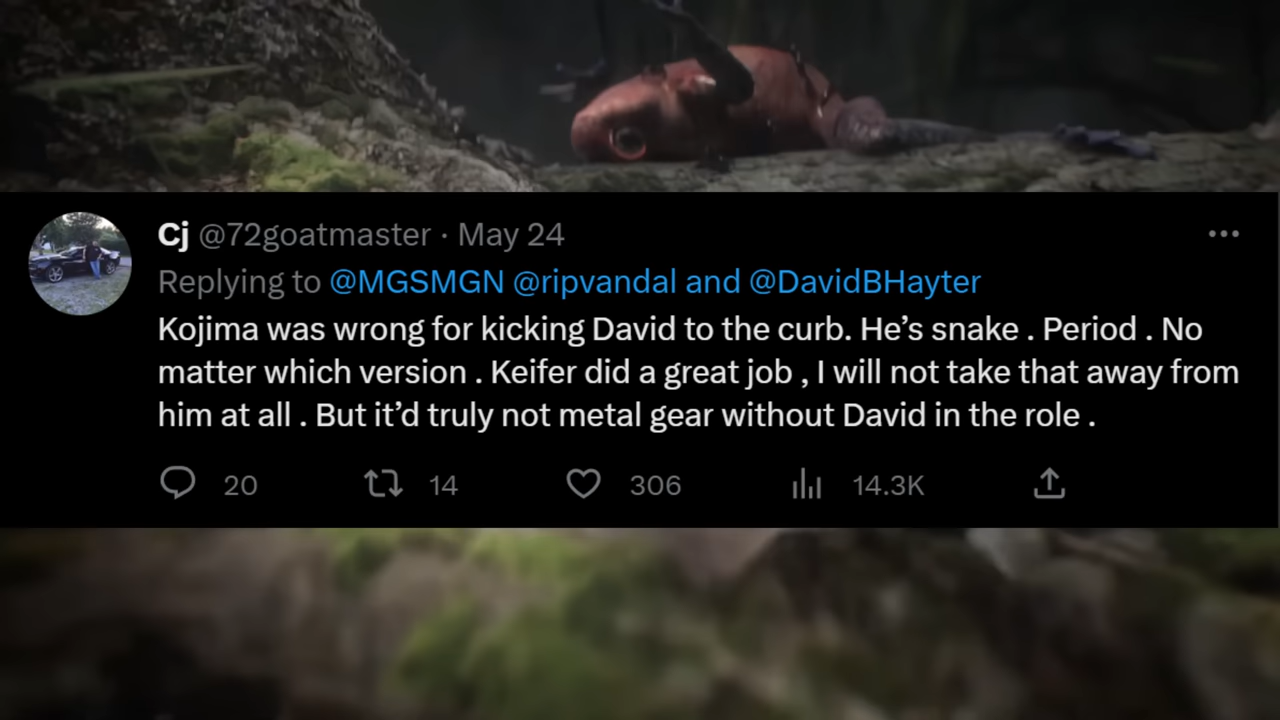 Cj @72goatmaster · May 24
Replying to @MGSMGN @ripvandal and @DavidBHayter
Kojima was wrong for kicking David to the curb. He’s snake . Period . No
matter which version . Keifer did a great job , I will not take that away from
him at all . But it’d truly not metal gear without David in the role .
20 14 306 14.3K